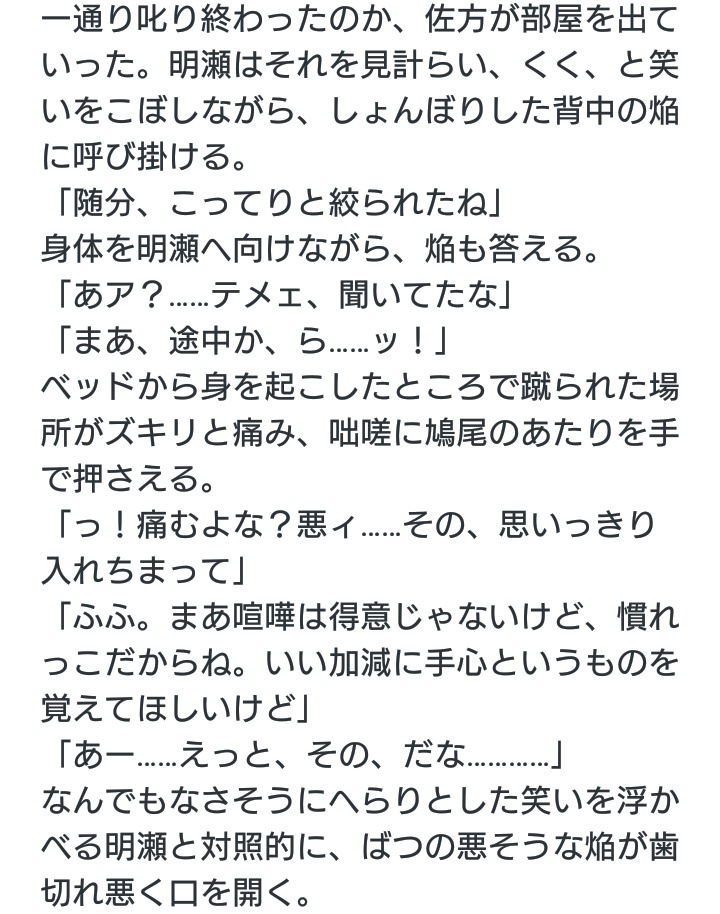 一通り叱り終わったのか、佐方が部屋を出て
いった。明瀬はそれを見計らい、くく、と笑
いをこぼしながら、しょんぼりした背中の焔
に呼び掛ける。
「随分、こってりと絞られたね」
身体を明瀬へ向けながら、焔も答える。
「あア？……テメェ、聞いてたな」
「まあ、途中か、ら……ッ！」
ベッドから身を起こしたところで蹴られた場
所がズキリと痛み、咄嗟に鳩尾のあたりを手
で押さえる。
「っ！痛むよな？悪ィ……その、思いっきり
入れちまって」
「ふふ。まあ喧嘩は得意じゃないけど、慣れ
っこだからね。いい加減に手心というものを
覚えてほしいけど」
「あー……えっと、その、だな…………」
なんでもなさそうにへらりとした笑いを浮か
べる明瀬と対照的に、ばつの悪そうな焔が歯
切れ悪く口を開く。